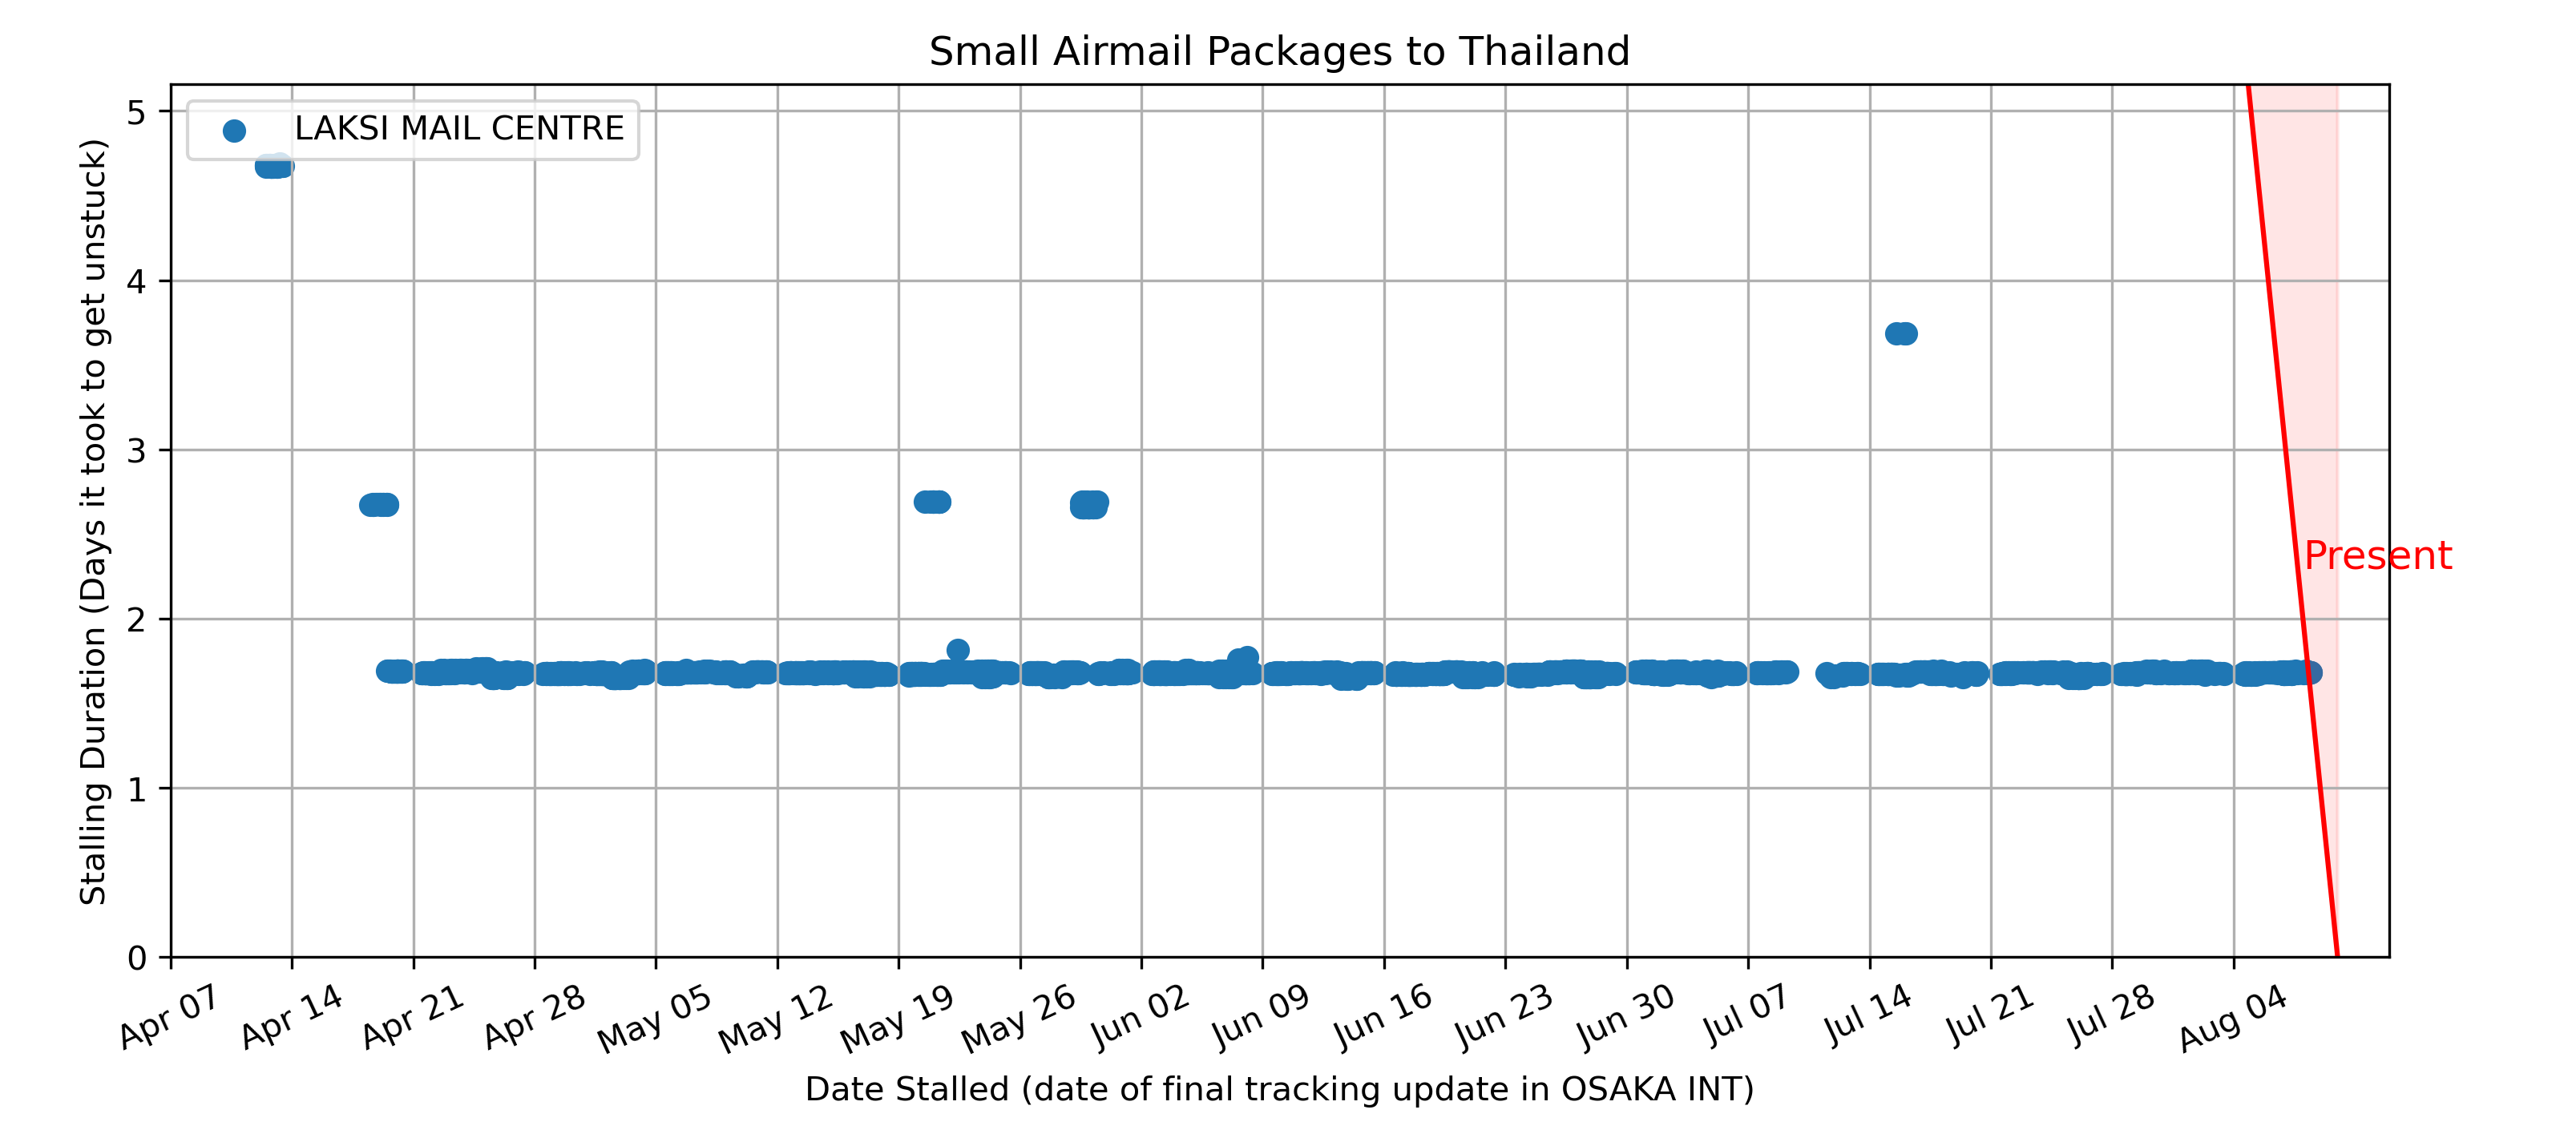 Small Airmail Packages to Thailand
LAKSI MAIL CENTRE
Stalling Duration (Days it took to get unstuck)
5
4
3
2
1
0
Present
Apr 07
Apr 14
Apr 21
Apr 28
May 05
May 12
May 19
May 26
Jun 02
Jun 09
Jun 16
Jun 23
Jun 30
Jul 07
Jul 14
Jul 21
Jul 28
Aug 04
Date Stalled (date of final tracking update in OSAKA INT)